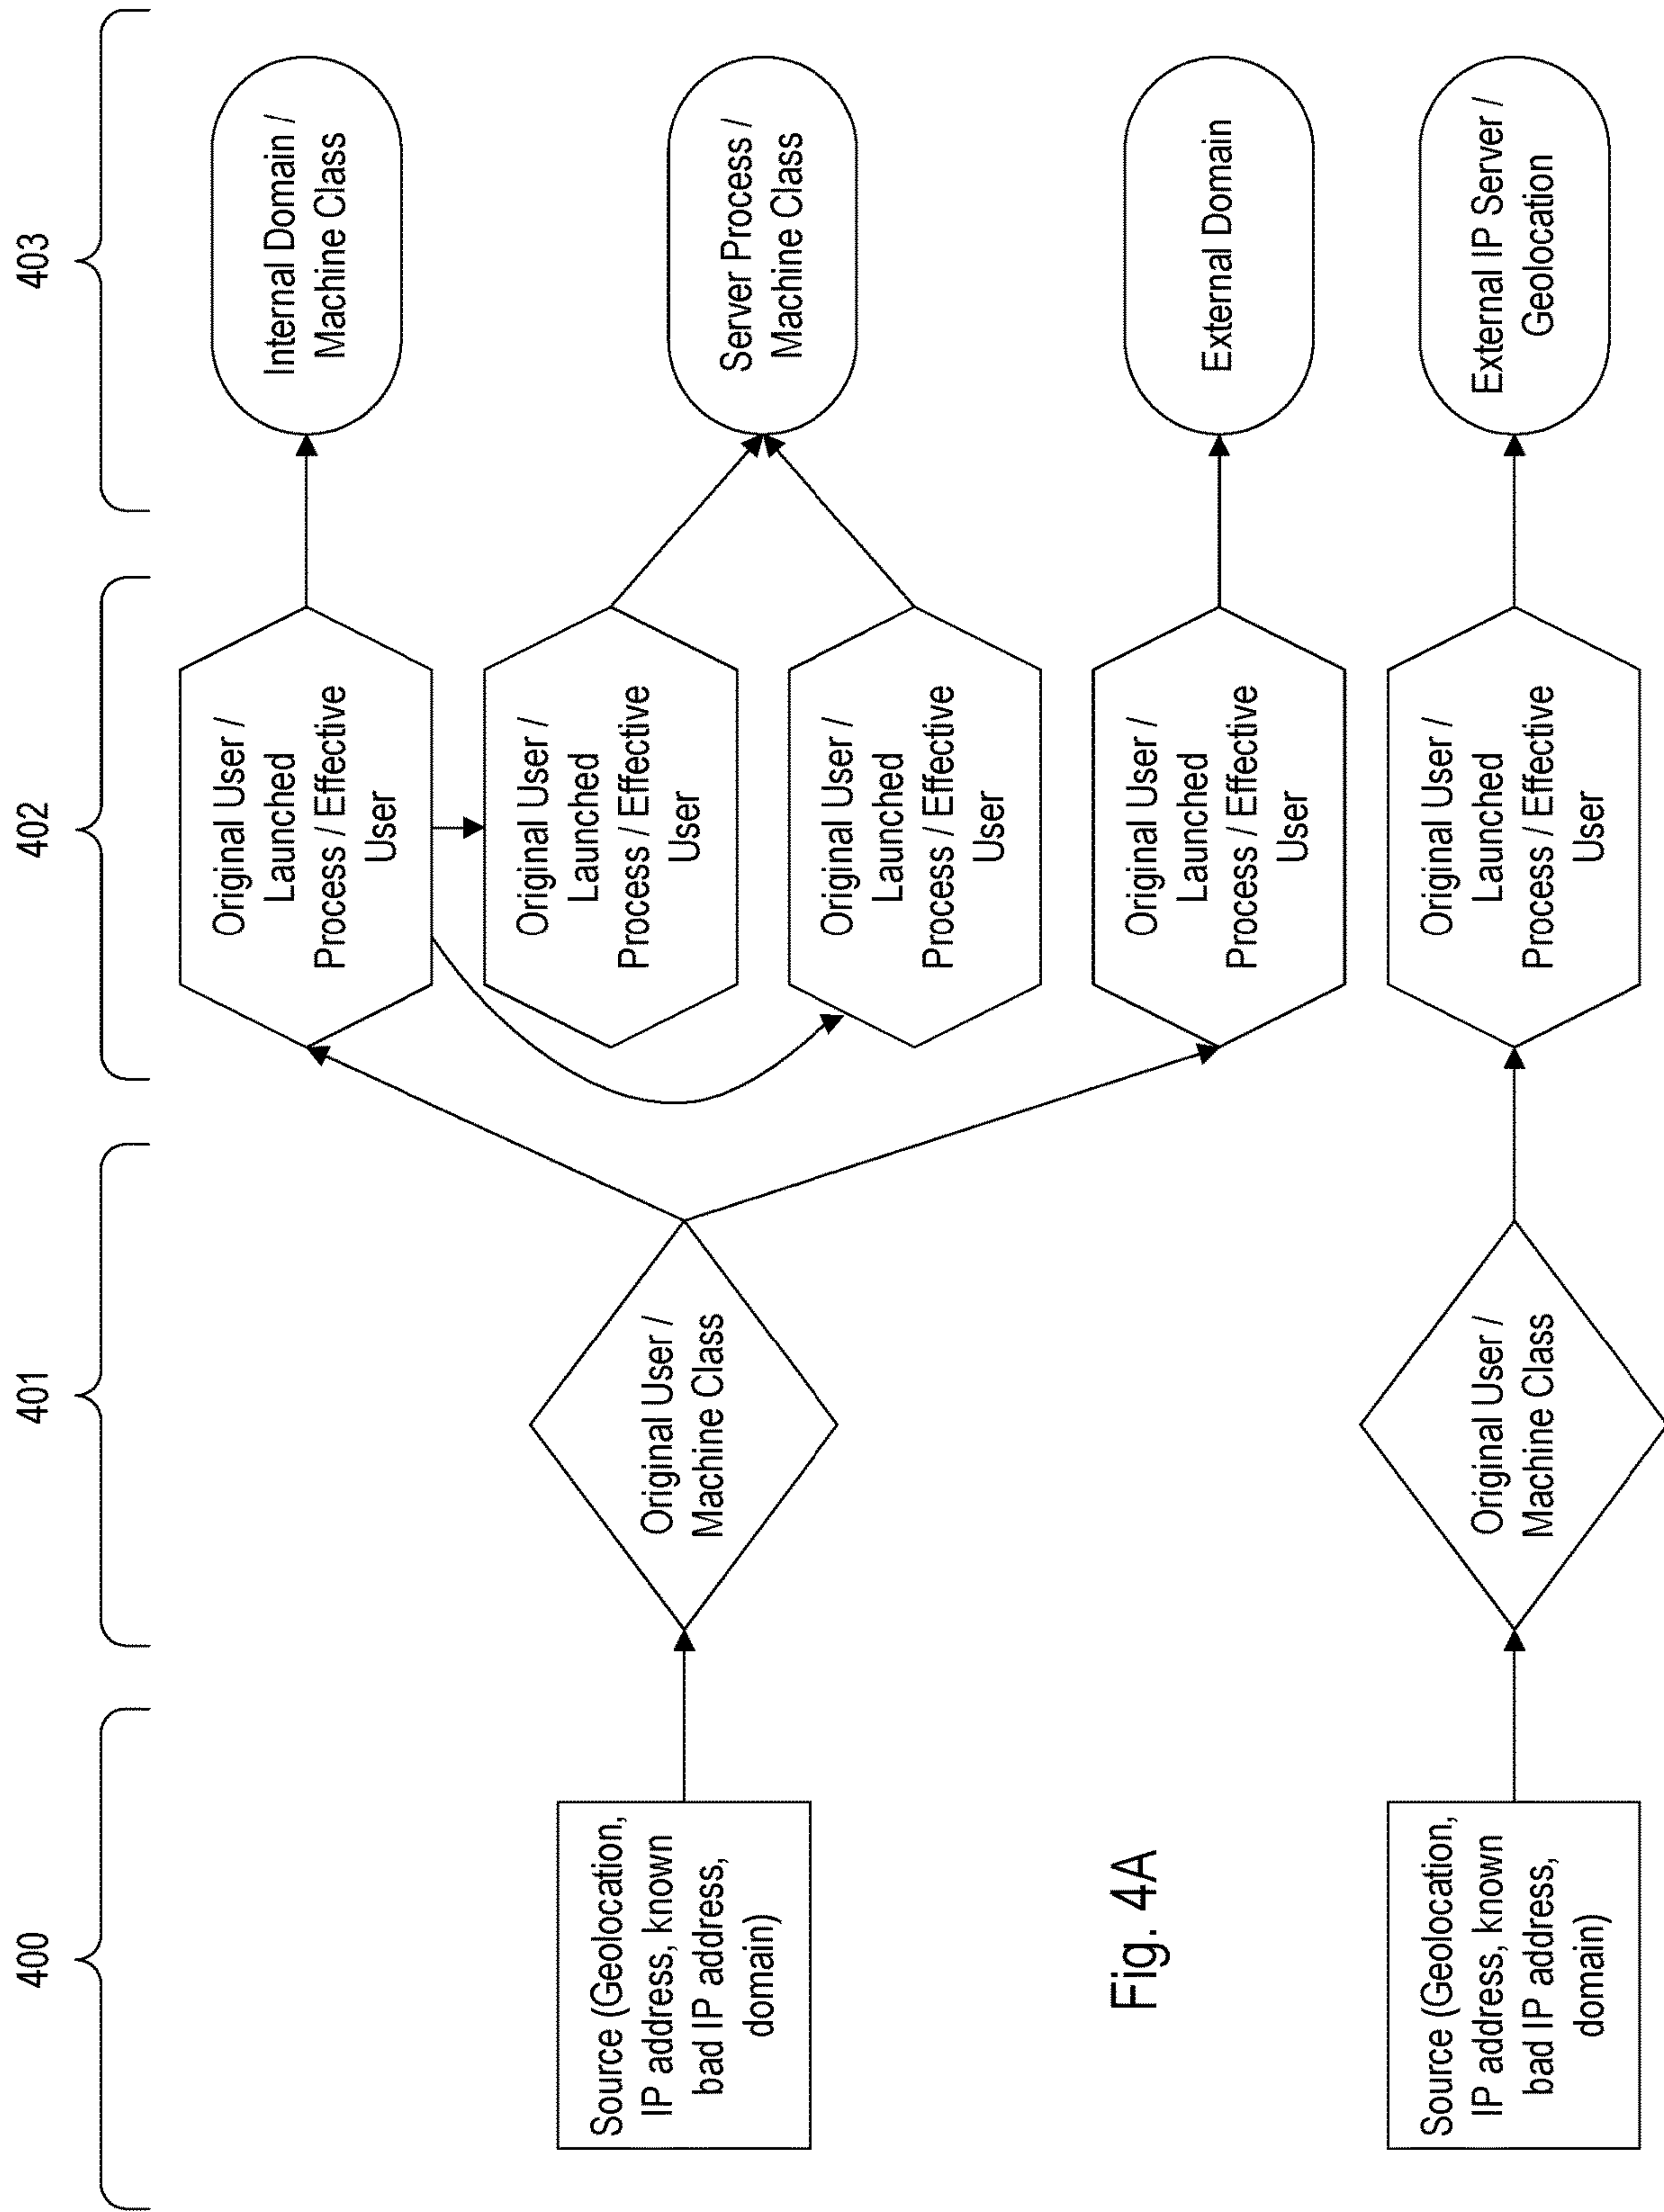 400
401
402
403
Source (Geolocation,
IP address, known
bad IP address,
domain)
Original User /
Machine Class
Original User /
Launched
Process / Effective
User
Internal Domain /
Machine Class
Original User /
Launched
Process / Effective
User
Original User /
Launched
Process / Effective
User
Server Process /
Machine Class
Original User /
Launched
Process / Effective
User
External Domain
Fig. 4A
Source (Geolocation,
IP address, known
bad IP address,
domain)
Original User /
Machine Class
Original User /
Launched
Process / Effective
User
External IP Server /
Geolocation